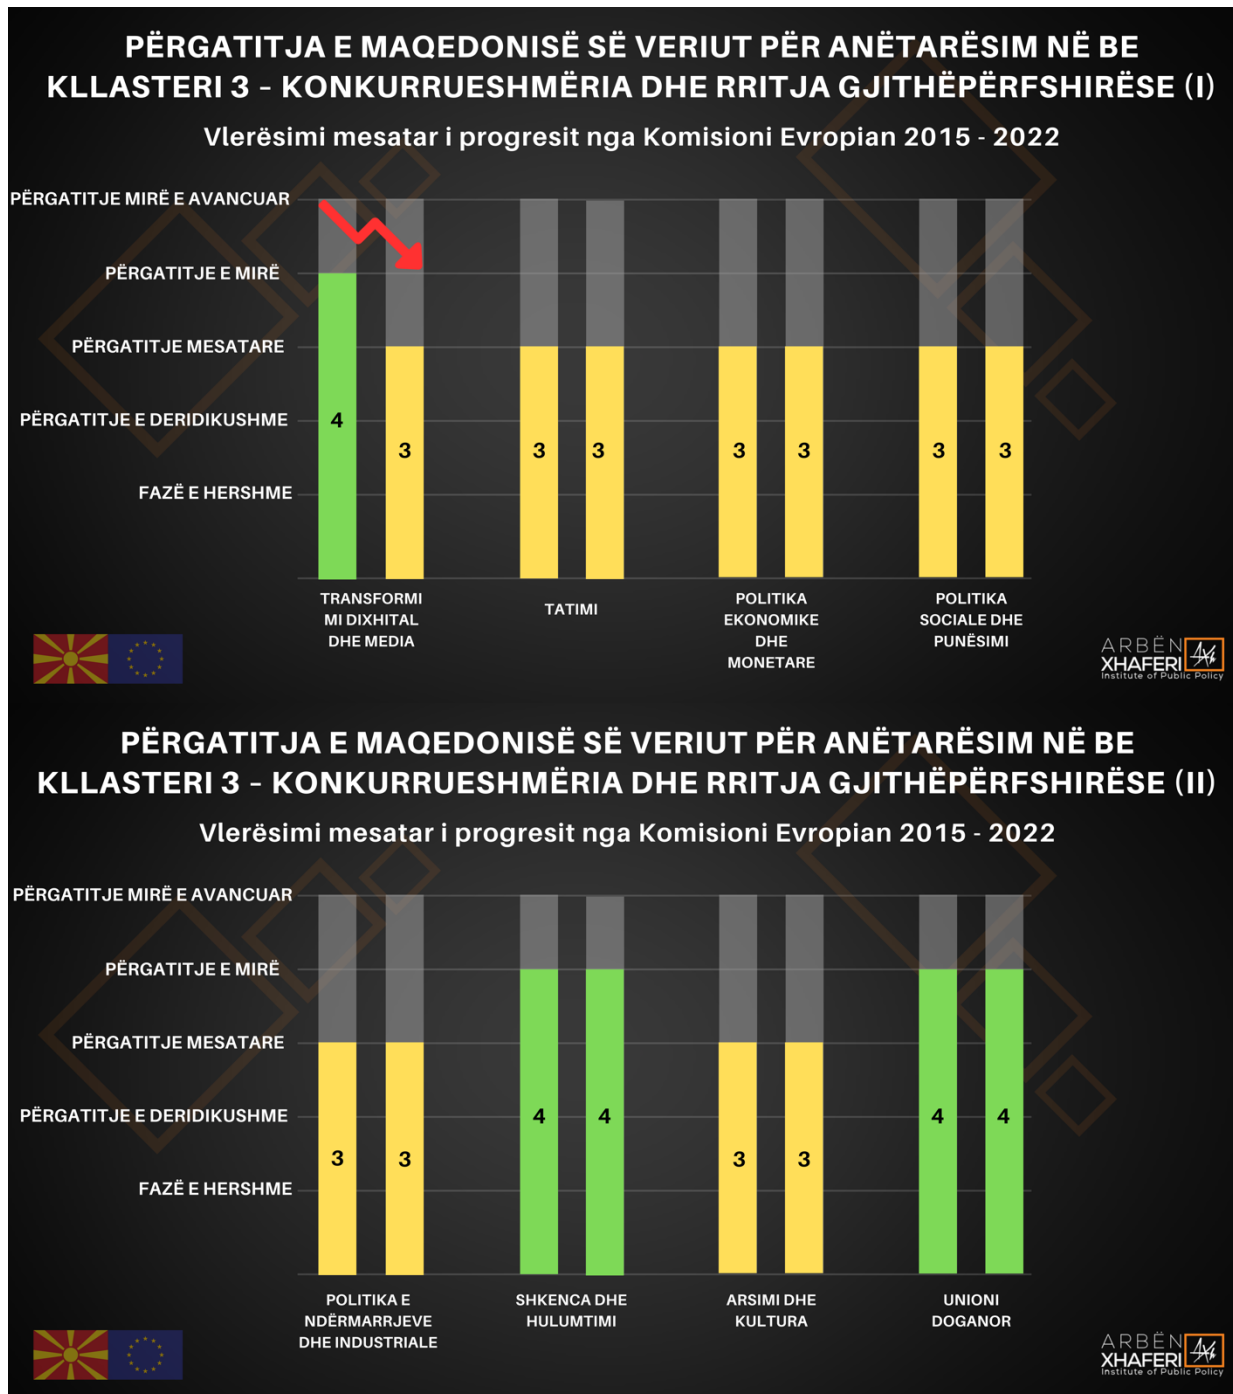 PËRGATITJA E MAQEDONISË SË VERIUT PËR ANËTARËSIM NË BE
KLLASTERI 3 – KONKURRUESHMËRIA DHE RRITJA GJITHËPËRFSHIRËSE (I)
Vlerësimi mesatar i progresit nga Komisioni Evropian 2015 - 2022
PËRGATITJE MIRË E AVANCUAR
PËRGATITJE E MIRË
PËRGATITJE MESATARE
PËRGATITJE E DERIDIKUSHME
FAZË E HERSHME
4
3
3
3
3
3
3
3
TRANSFORMI
MI DIXHITAL
DHE MEDIA
TATIMI
POLITIKA
EKONOMIKE
DHE
MONETARE
POLITIKA
SOCIALE DHE
PUNËSIMI
ARBËN
XHAFERI
Institute of Public Policy
PËRGATITJA E MAQEDONISË SË VERIUT PËR ANËTARËSIM NË BE
KLLASTERI 3 – KONKURRUESHMËRIA DHE RRITJA GJITHËPËRFSHIRËSE (II)
Vlerësimi mesatar i progresit nga Komisioni Evropian 2015 - 2022
PËRGATITJE MIRË E AVANCUAR
PËRGATITJE E MIRË
PËRGATITJE MESATARE
PËRGATITJE E DERIDIKUSHME
FAZË E HERSHME
3
3
4
4
3
3
4
4
POLITIKA E
NDËRMARRJEVE
DHE INDUSTRIALE
SHKENCA DHE
HULUMTIMI
ARSIMI DHE
KULTURA
UNIONI
DOGANOR
ARBËN
XHAFERI
Institute of Public Policy